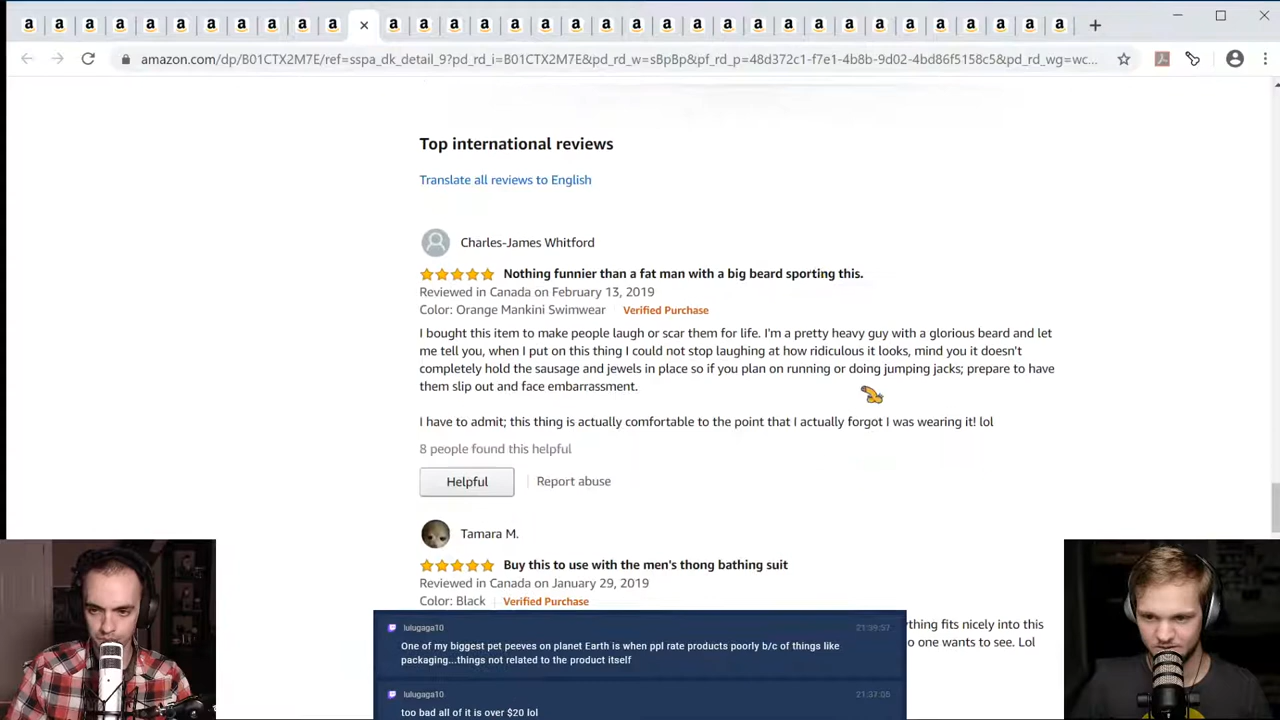 amazon.com/dp/B01CTX2M7E/ref=sspa_dk_detail_9?pd_rd_i=B01CTX2M7E&pd_rd_w=sBpBp&pf_rd_p=48d372c1-f7e1-4b8b-9d02-4bd86f5158c5&pd_rd_wg=wc...
Top international reviews
Translate all reviews to English
Charles-James Whitford
Nothing funnier than a fat man with a big beard sporting this.
Reviewed in Canada on February 13, 2019
Color: Orange Mankini Swimwear Verified Purchase
I bought this item to make people laugh or scar them for life. I'm a pretty heavy guy with a glorious beard and let
me tell you, when I put on this thing I could not stop laughing at how ridiculous it looks, mind you it doesn't
completely hold the sausage and jewels in place so if you plan on running or doing jumping jacks; prepare to have
them slip out and face embarrassment.
I have to admit; this thing is actually comfortable to the point that I actually forgot I was wearing it! lol
8 people found this helpful
Helpful | Report abuse
Tamara M.
Buy this to use with the men's thong bathing suit
Reviewed in Canada on January 29, 2019
Color: Black | Verified Purchase
thing fits nicely into this
o one wants to see. Lol
lulugaga10 21:39:57
One of my biggest pet peeves on planet Earth is when ppl rate products poorly b/c of things like
packaging...things not related to the product itself
lulugaga10 21:37:05
too bad all of it is over $20 lol